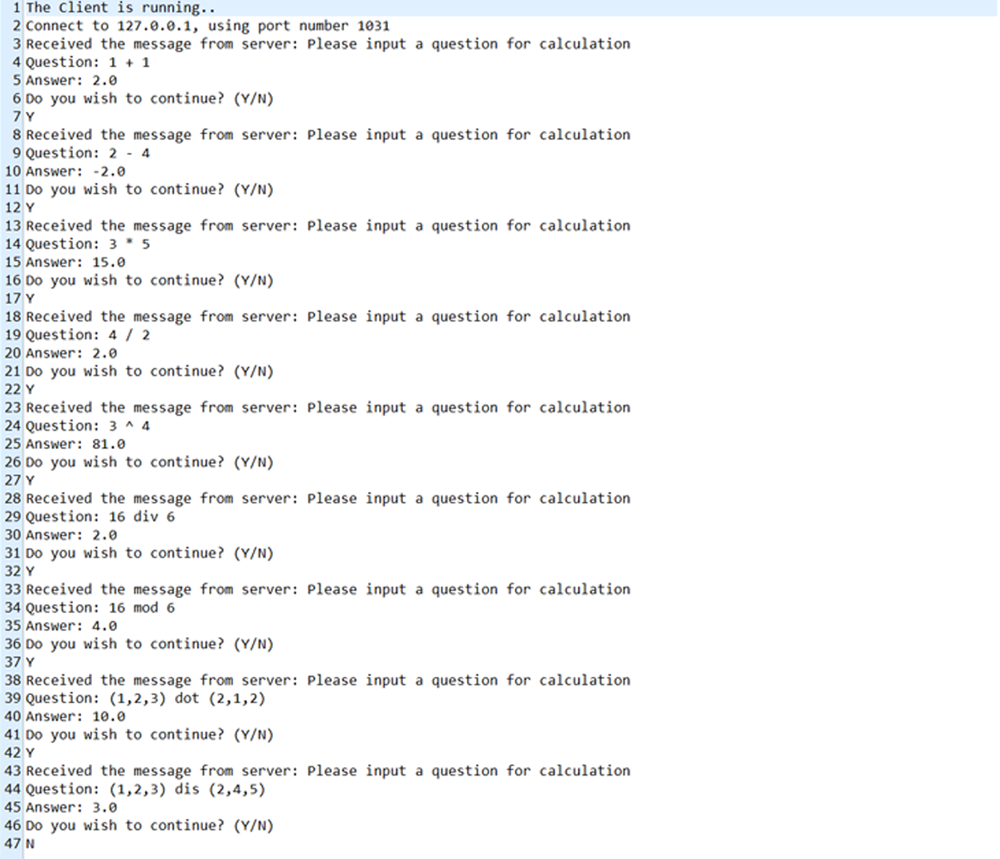 1 The Client is running..
2 Connect to 127.0.0.1, using port number 1031
3 Received the message from server: Please input a question for calculation
4 Question: 1 + 1
5 Answer: 2.0
6 Do you wish to continue? (Y/N)
7 Y
8 Received the message from server: Please input a question for calculation
9 Question: 2 - 4
10 Answer: -2.0
11 Do you wish to continue? (Y/N)
12 Y
13 Received the message from server: Please input a question for calculation
14 Question: 3 * 5
15 Answer: 15.0
16 Do you wish to continue? (Y/N)
17 Y
18 Received the message from server: Please input a question for calculation
19 Question: 4 / 2
20 Answer: 2.0
21 Do you wish to continue? (Y/N)
22 Y
23 Received the message from server: Please input a question for calculation
24 Question: 3 ^ 4
25 Answer: 81.0
26 Do you wish to continue? (Y/N)
27 Y
28 Received the message from server: Please input a question for calculation
29 Question: 16 div 6
30 Answer: 2.0
31 Do you wish to continue? (Y/N)
32 Y
33 Received the message from server: Please input a question for calculation
34 Question: 16 mod 6
35 Answer: 4.0
36 Do you wish to continue? (Y/N)
37 Y
38 Received the message from server: Please input a question for calculation
39 Question: (1,2,3) dot (2,1,2)
40 Answer: 10.0
41 Do you wish to continue? (Y/N)
42 Y
43 Received the message from server: Please input a question for calculation
44 Question: (1,2,3) dis (2,4,5)
45 Answer: 3.0
46 Do you wish to continue? (Y/N)
47 N